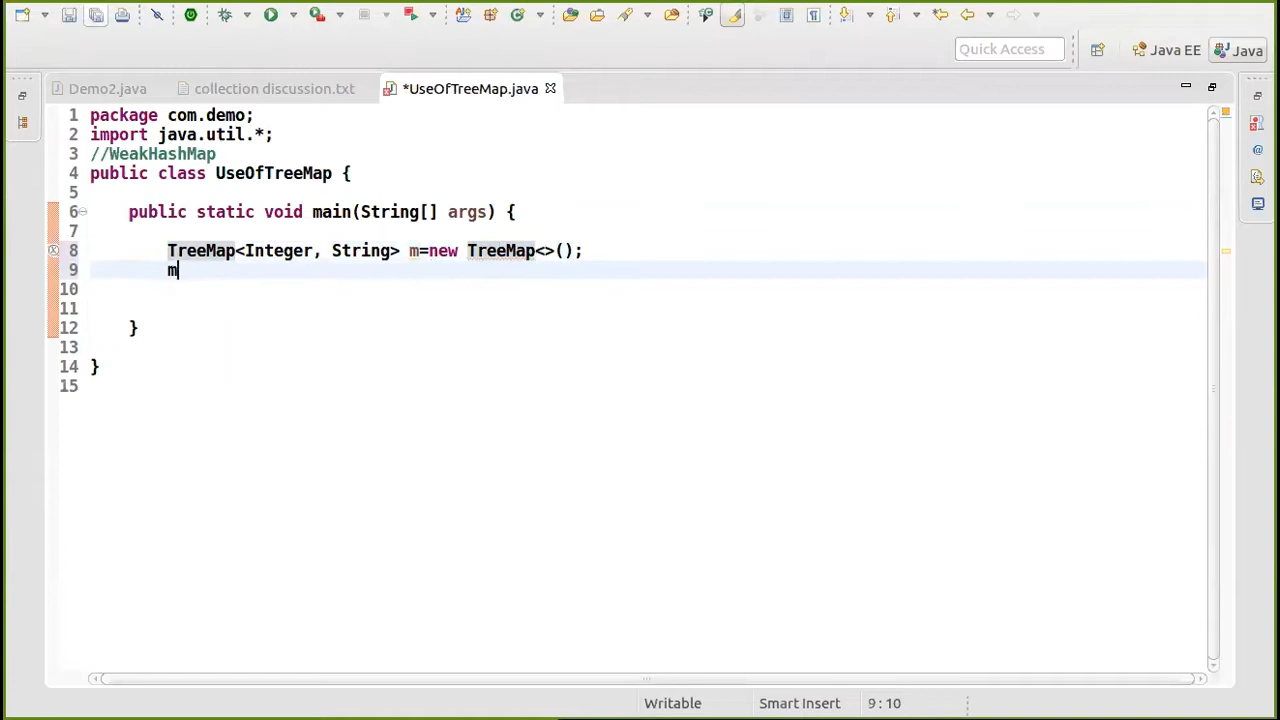 Quick Access
Java EE
Java
Demo2.java
collection discussion.txt
*UseOfTreeMap.java
1 package com.demo;
2 import java.util.*;
3 //WeakHashMap
4 public class UseOfTreeMap {
5
6 public static void main(String[] args) {
7
8 TreeMap<Integer, String> m=new TreeMap<>();
9 m
10
11
12 }
13
14 }
15
Writable
Smart Insert
9 : 10